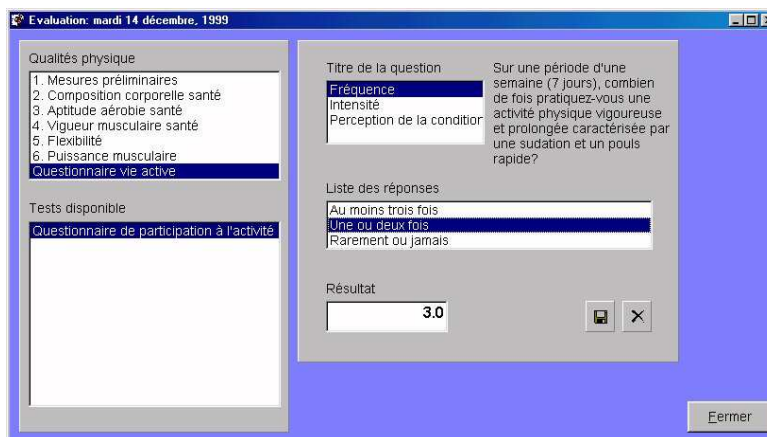 Evaluation: mardi 14 décembre, 1999
Qualités physique
1. Mesures préliminaires
2. Composition corporelle santé
3. Aptitude aérobie santé
4. Vigueur musculaire santé
5. Flexibilité
6. Puissance musculaire
Questionnaire vie active
Tests disponible
Questionnaire de participation à l'activité
Titre de la question
Fréquence
Intensité
Perception de la condition
Sur une période d'une
semaine (7 jours), combien
de fois pratiquez-vous une
activité physique vigoureuse
et prolongée caractérisée par
une sudation et un pouls
rapide?
Liste des réponses
Au moins trois fois
Une ou deux fois
Rarement ou jamais
Résultat
3.0
Fermer